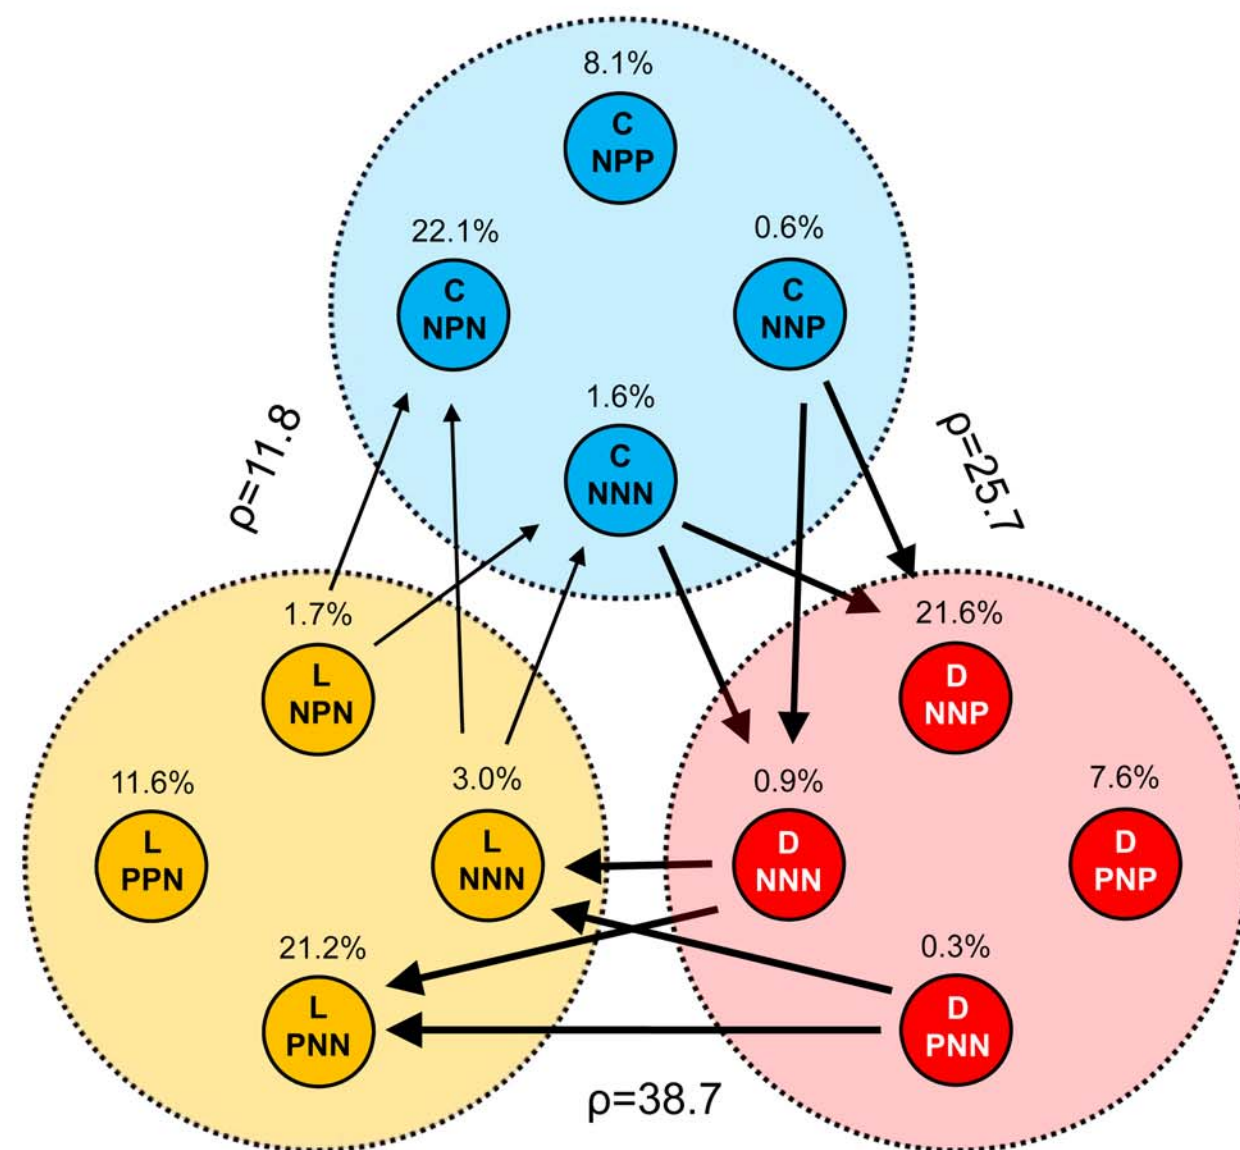 8.1%
C
NPP
22.1%
C
NPN
0.6%
C
NNP
1.6%
C
NNN
ρ=11.8
ρ=25.7
1.7%
L
NPN
11.6%
L
PPN
3.0%
L
NNN
21.2%
L
PNN
21.6%
D
NNP
0.9%
D
NNN
7.6%
D
PNP
0.3%
D
PNN
ρ=38.7